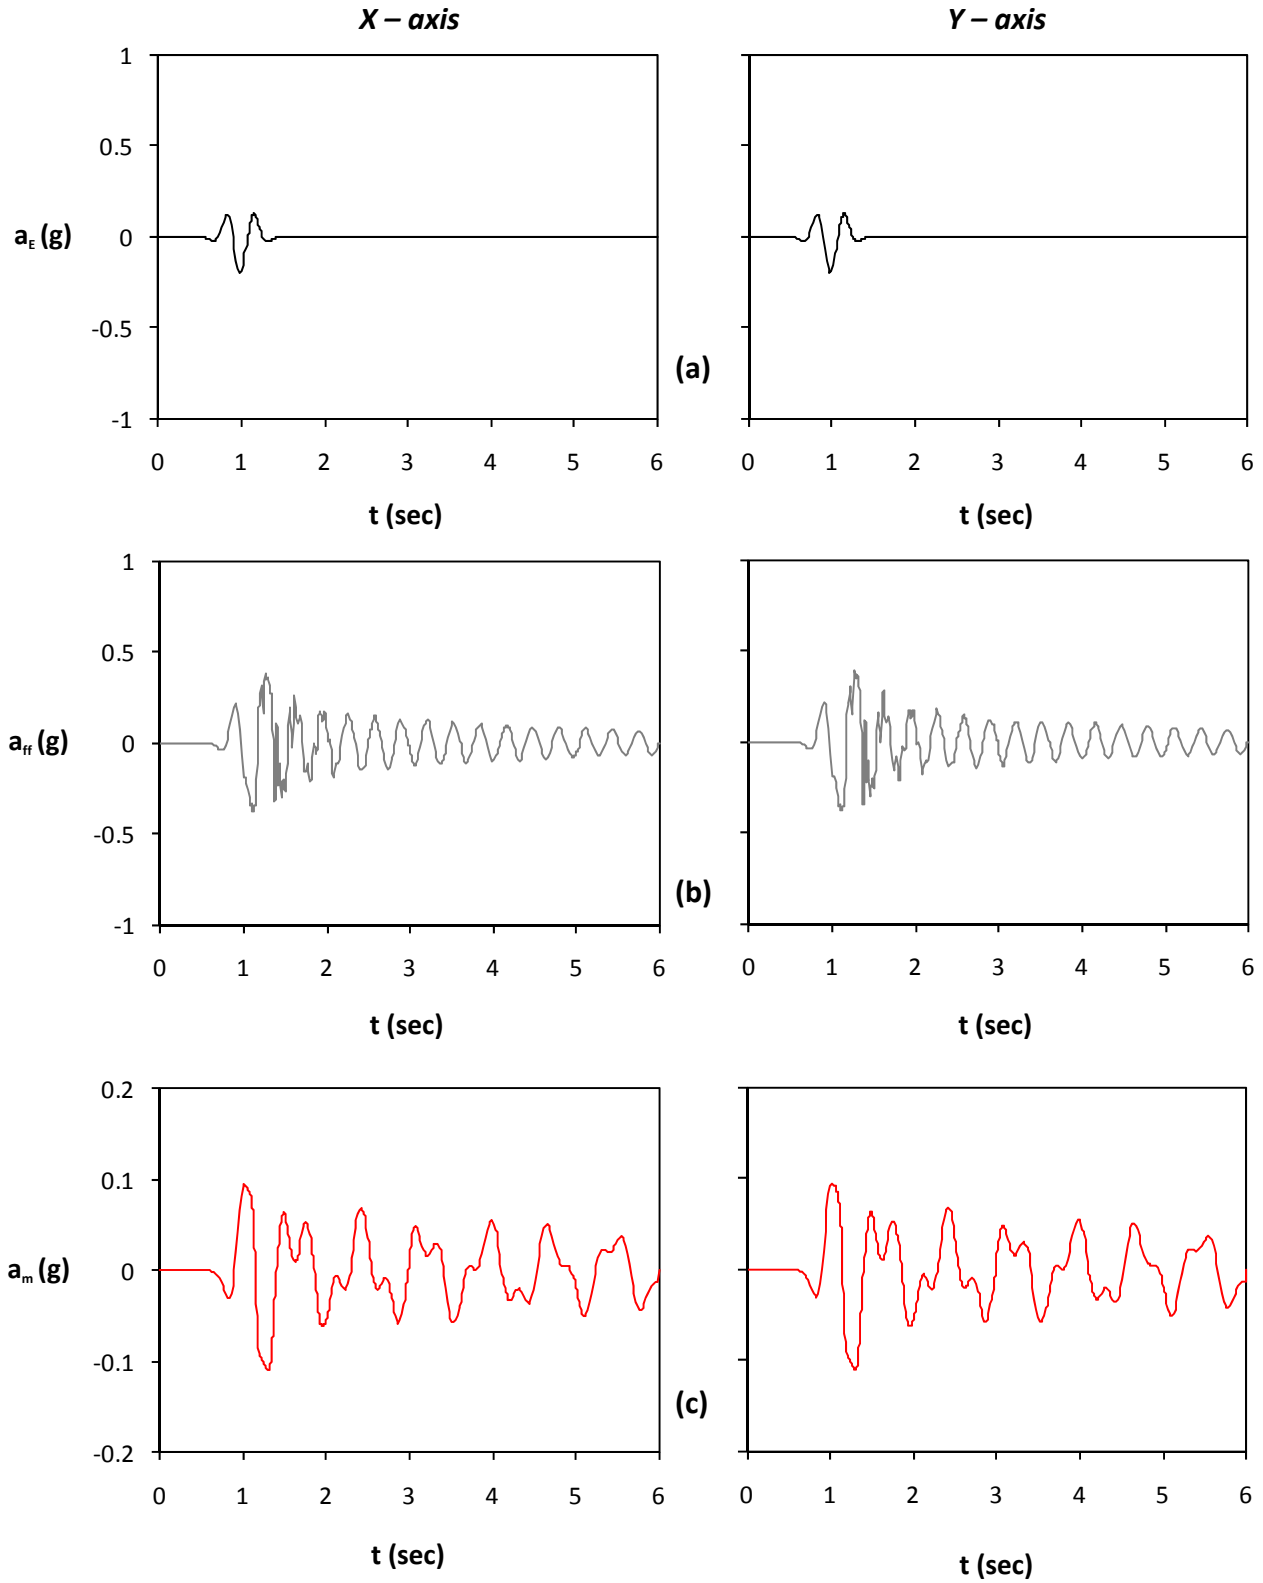 X – axis
Y – axis
1
0.5
a_E (g)
0
-0.5
(a)
-1
0 1 2 3 4 5 6
0 1 2 3 4 5 6
t (sec)
t (sec)
1
0.5
a_ff (g)
0
-0.5
(b)
-1
0 1 2 3 4 5 6
0 1 2 3 4 5 6
t (sec)
t (sec)
0.2
0.1
a_m (g)
0
-0.1
(c)
-0.2
0 1 2 3 4 5 6
0 1 2 3 4 5 6
t (sec)
t (sec)